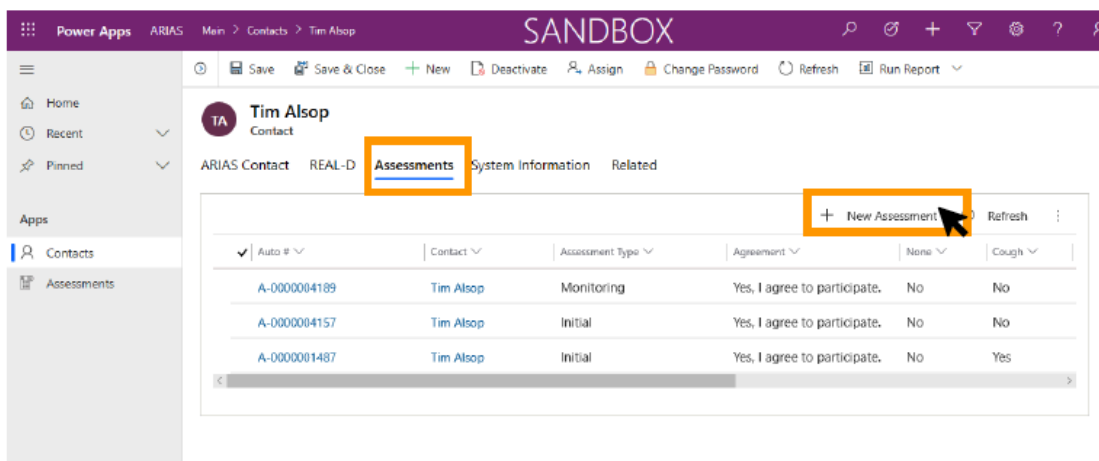 Power Apps ARIAS Main > Contacts > Tim Alsop SANDBOX ?
Save Save & Close New Deactivate Assign Change Password Refresh Run Report
Home
Recent
Pinned
Apps
Contacts
Assessments
TA Tim Alsop
Contact
ARIAS Contact REAL-D Assessments System Information Related
+ New Assessment Refresh
Auto # Contact Assessment Type Agreement None Cough
A-0000004189 Tim Alsop Monitoring Yes, I agree to participate. No No
A-0000004157 Tim Alsop Initial Yes, I agree to participate. No No
A-0000001487 Tim Alsop Initial Yes, I agree to participate. No Yes